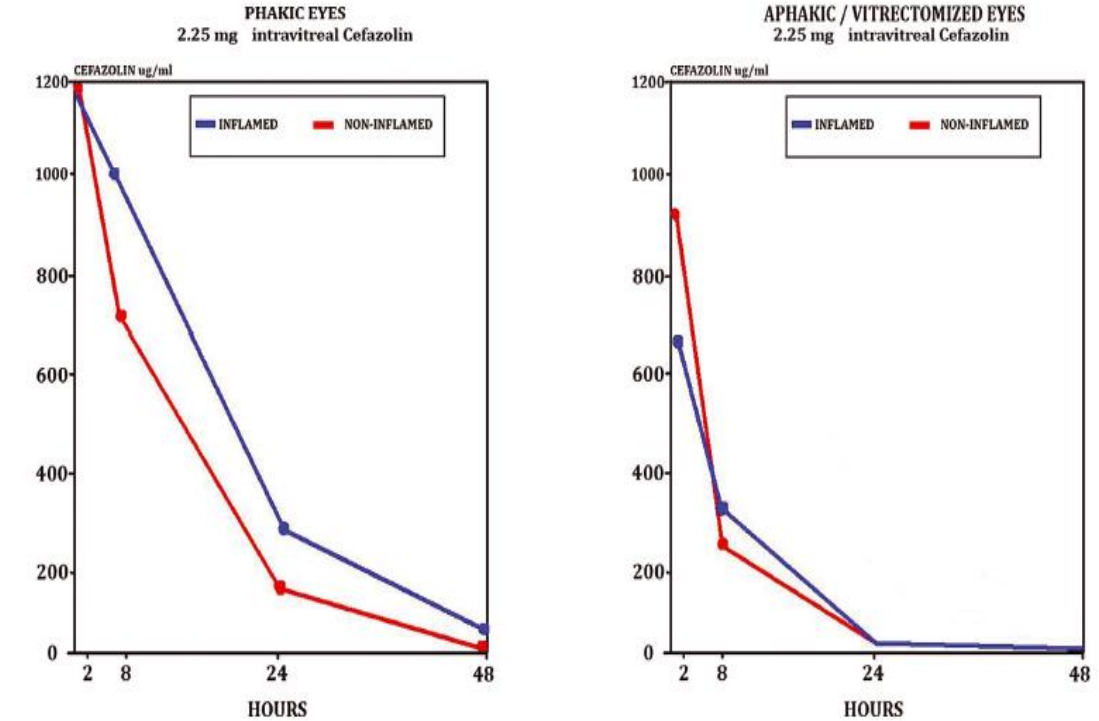 PHAKIC EYES
2.25 mg intravitreal Cefazolin
CEFAZOLIN ug/ml
1200
INFLAMED NON-INFLAMED
1000
800
600
400
200
0
2 8 24 48
HOURS
APHAKIC / VITRECTOMIZED EYES
2.25 mg intravitreal Cefazolin
CEFAZOLIN ug/ml
1200
INFLAMED NON-INFLAMED
1000
800
600
400
200
0
2 8 24 48
HOURS